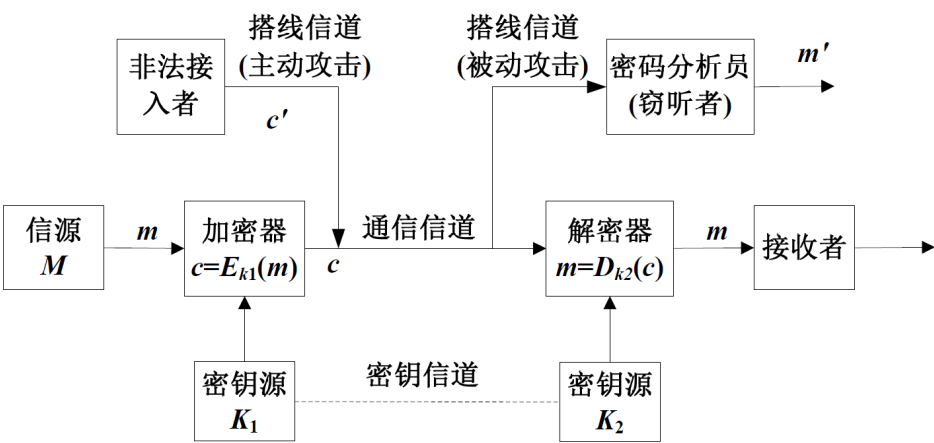 非法接
入者
搭线信道
(主动攻击)
c′
搭线信道
(被动攻击)
密码分析员
(窃听者)
m′
信源
M
m
加密器
c=Ek1(m)
c
通信信道
解密器
m=Dk2(c)
m
接收者
密钥源
K1
密钥信道
密钥源
K2